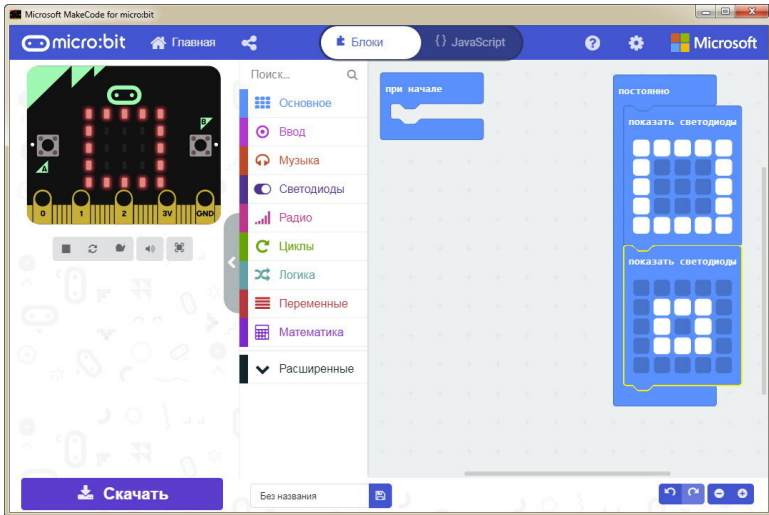 Microsoft MakeCode for micro:bit
micro:bit Главная Блоки {} JavaScript ? Microsoft
Поиск...
Основное
Ввод
Музыка
Светодиоды
Радио
Циклы
Логика
Переменные
Математика
Расширенные
B
A
0 1 2 3V GND
при начале
постоянно
показать светодиоды
показать светодиоды
Скачать
Без названия